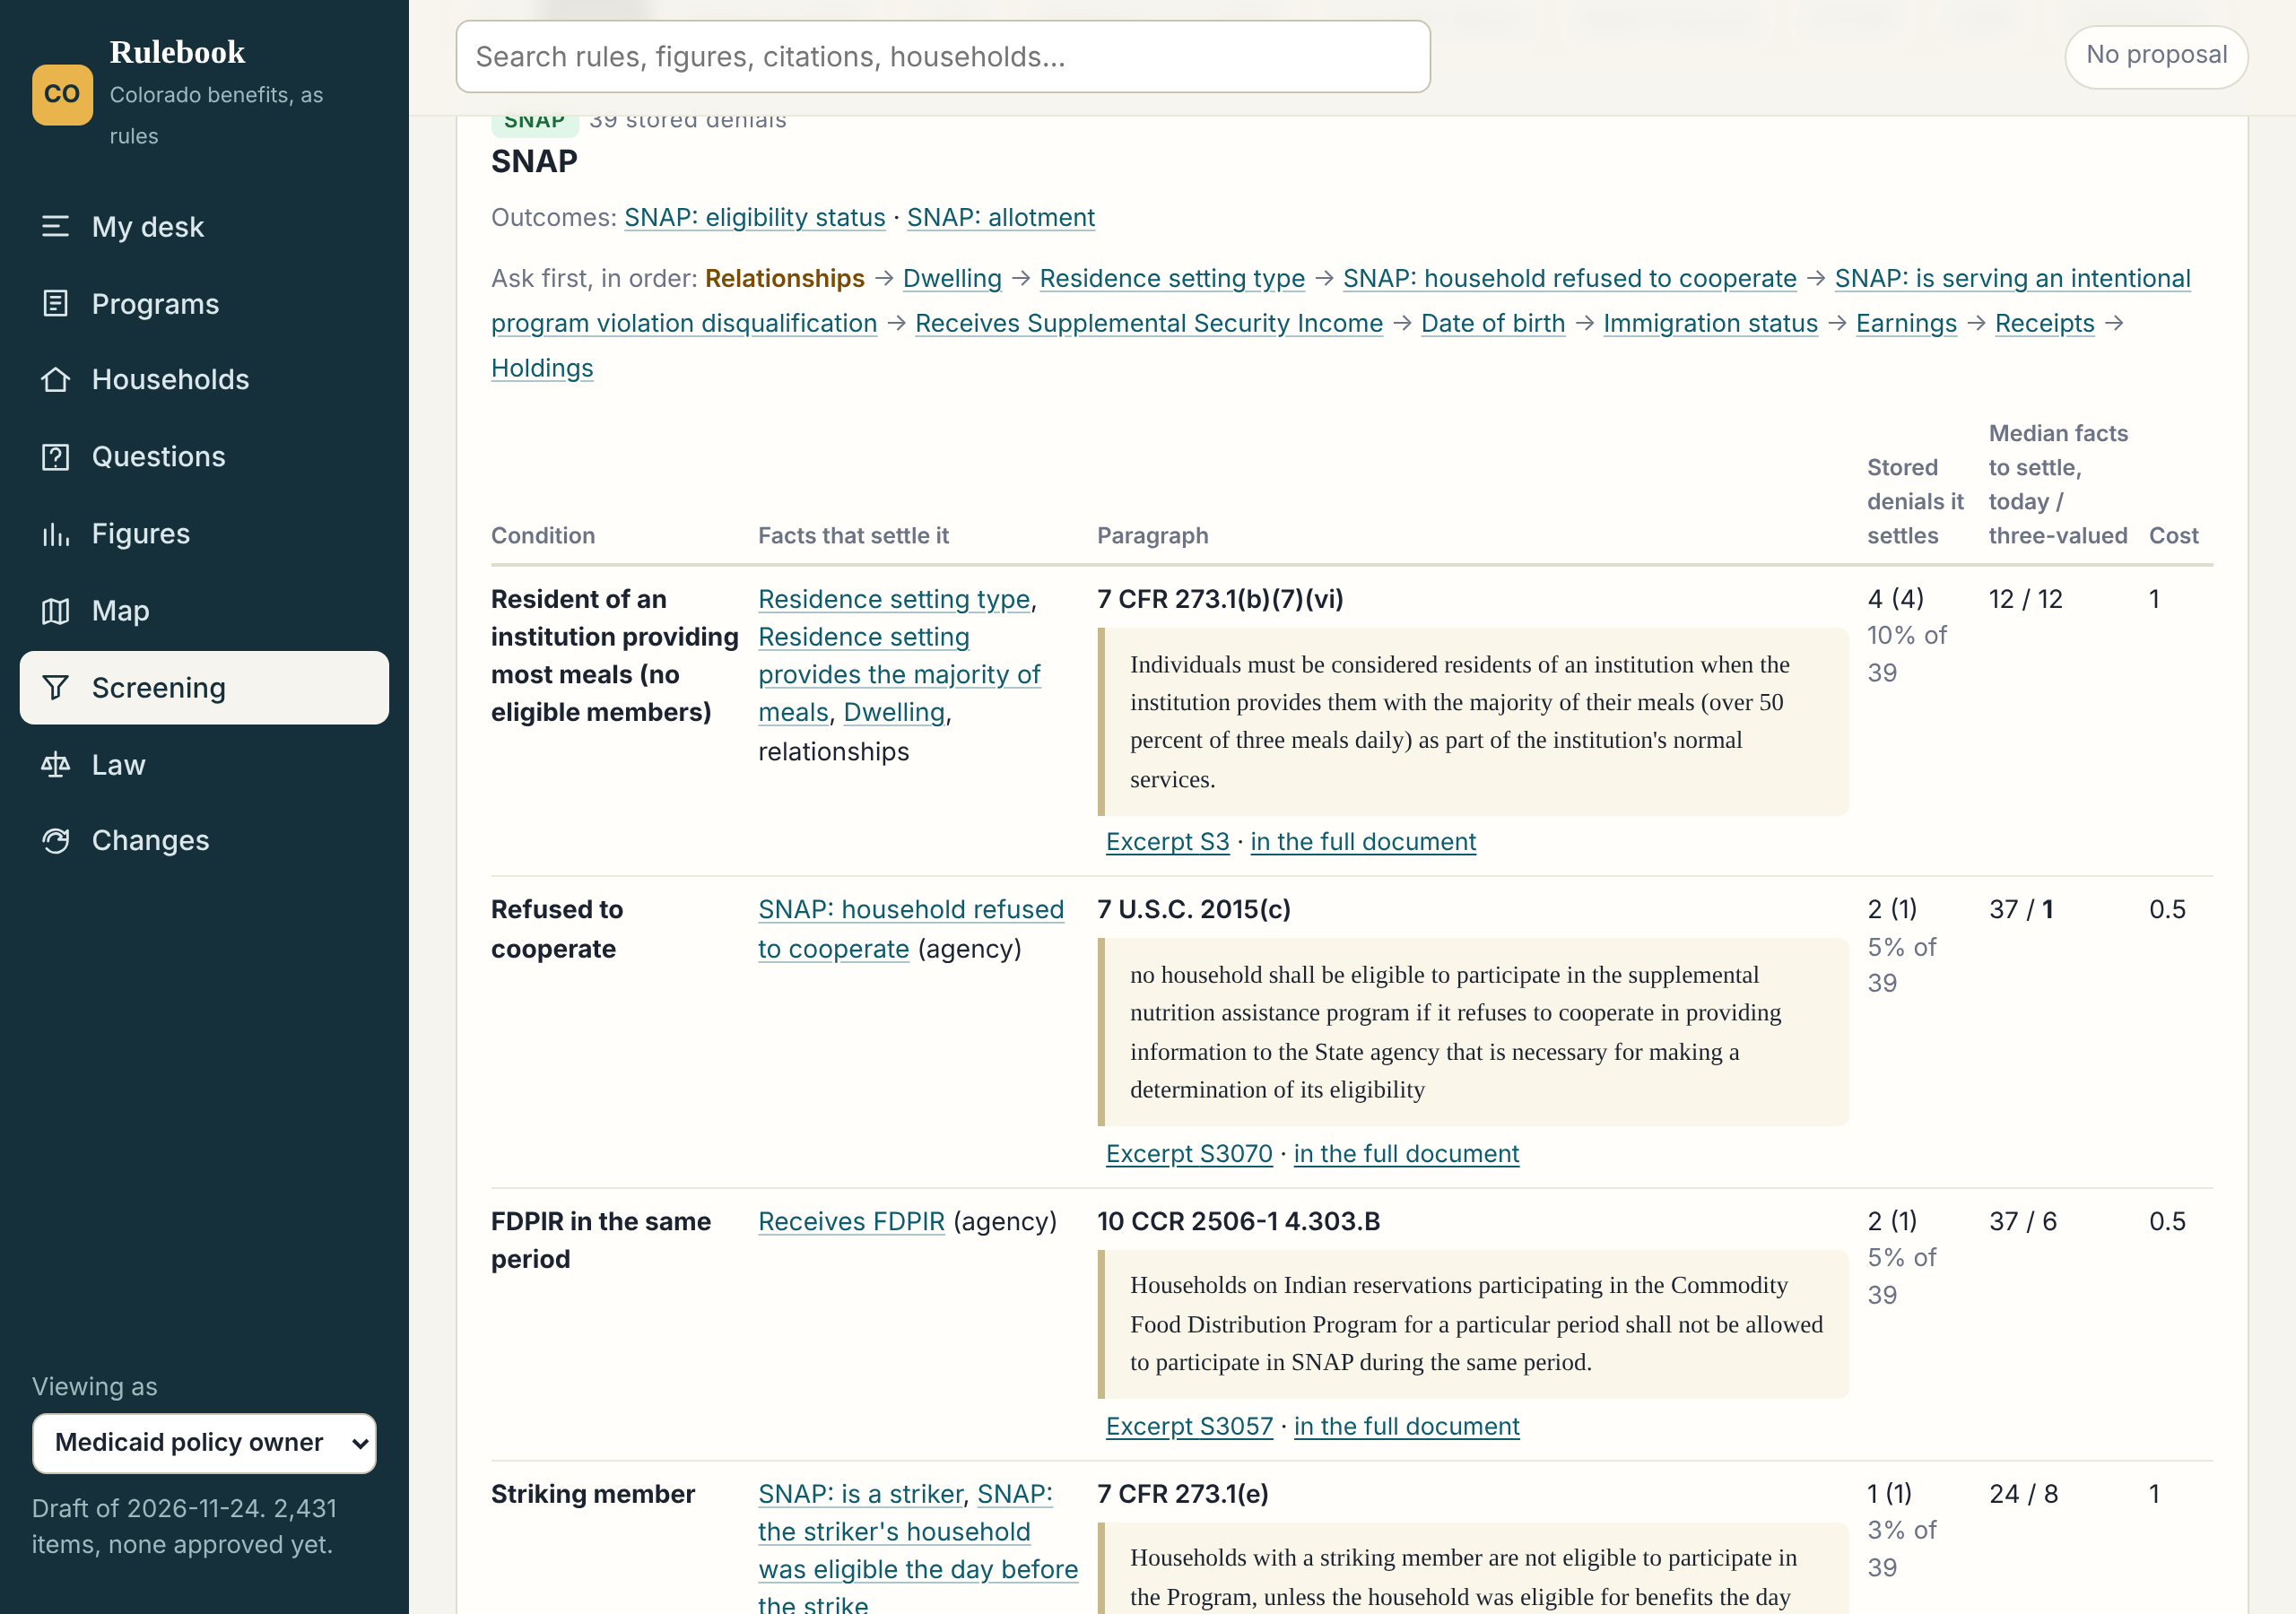 CO
Rulebook
Colorado benefits, as
rules
My desk
Programs
Households
Questions
Figures
Map
Screening
Law
Changes
Viewing as
Medicaid policy owner
Draft of 2026-11-24. 2,431
items, none approved yet.
Search rules, figures, citations, households...
No proposal
SNAP 39 stored denials
SNAP
Outcomes: SNAP: eligibility status · SNAP: allotment
Ask first, in order: Relationships → Dwelling → Residence setting type → SNAP: household refused to cooperate → SNAP: is serving an intentional
program violation disqualification → Receives Supplemental Security Income → Date of birth → Immigration status → Earnings → Receipts →
Holdings
Condition
Facts that settle it
Paragraph
Stored
denials it
settles
Median facts
to settle,
today /
three-valued
Cost
Resident of an
institution providing
most meals (no
eligible members)
Residence setting type,
Residence setting
provides the majority of
meals, Dwelling,
relationships
7 CFR 273.1(b)(7)(vi)
Individuals must be considered residents of an institution when the
institution provides them with the majority of their meals (over 50
percent of three meals daily) as part of the institution's normal
services.
Excerpt S3 · in the full document
4 (4)
10% of
39
12 / 12
1
Refused to
cooperate
SNAP: household refused
to cooperate (agency)
7 U.S.C. 2015(c)
no household shall be eligible to participate in the supplemental
nutrition assistance program if it refuses to cooperate in providing
information to the State agency that is necessary for making a
determination of its eligibility
Excerpt S3070 · in the full document
2 (1)
5% of
39
37 / 1
0.5
FDPIR in the same
period
Receives FDPIR (agency)
10 CCR 2506-1 4.303.B
Households on Indian reservations participating in the Commodity
Food Distribution Program for a particular period shall not be allowed
to participate in SNAP during the same period.
Excerpt S3057 · in the full document
2 (1)
5% of
39
37 / 6
0.5
Striking member
SNAP: is a striker, SNAP:
the striker's household
was eligible the day before
the strike
7 CFR 273.1(e)
Households with a striking member are not eligible to participate in
the Program, unless the household was eligible for benefits the day
1 (1)
3% of
39
24 / 8
1